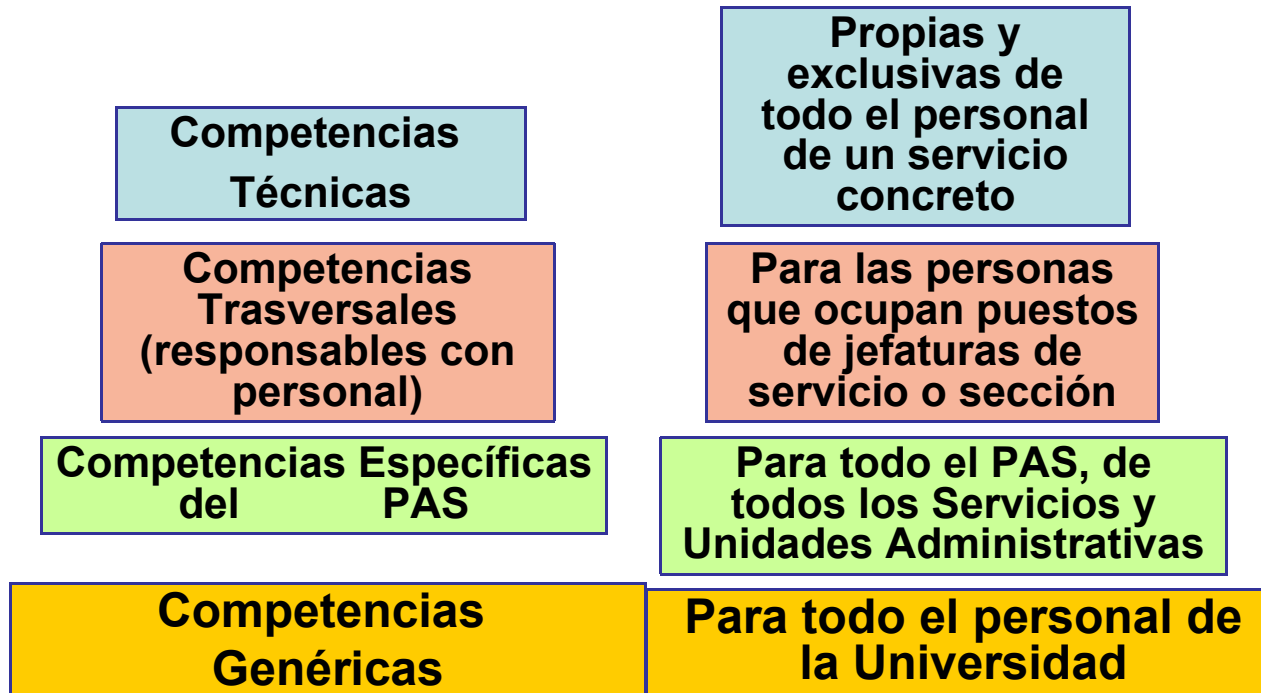 Competencias
Técnicas
Propias y
exclusivas de
todo el personal
de un servicio
concreto
Competencias
Trasversales
(responsables con
personal)
Para las personas
que ocupan puestos
de jefaturas de
servicio o sección
Competencias Específicas
del PAS
Para todo el PAS, de
todos los Servicios y
Unidades Administrativas
Competencias
Genéricas
Para todo el personal de
la Universidad